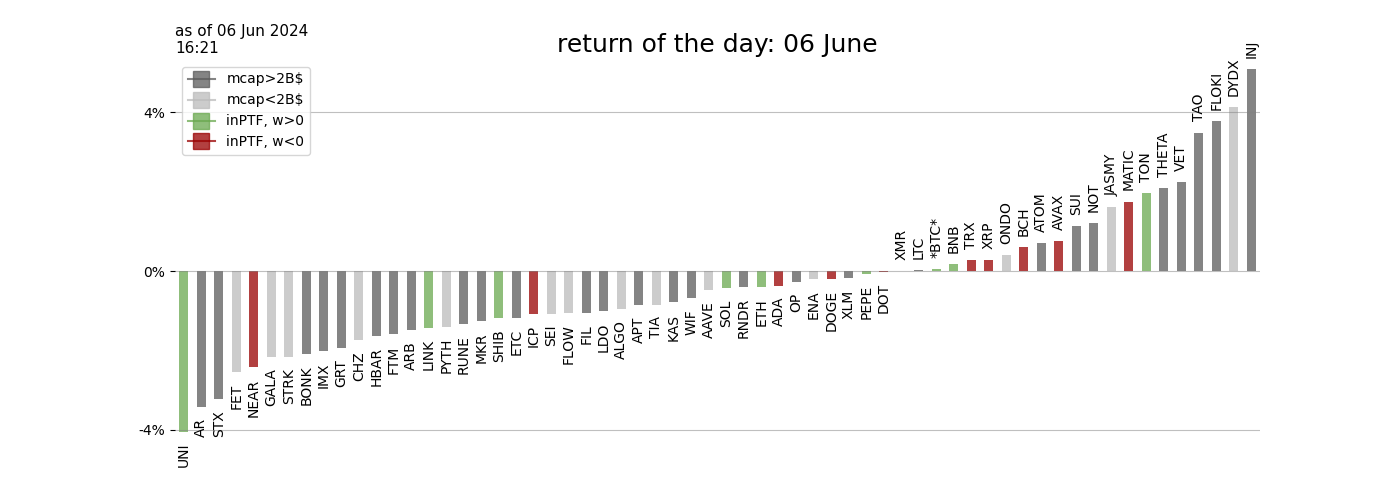 as of 06 Jun 2024
16:21
return of the day: 06 June
mcap>2B$
mcap<2B$
inPTF, w>0
inPTF, w<0
4%
0%
-4%
UNI
AR
STX
FET
NEAR
GALA
STRK
BONK
IMX
GRT
CHZ
HBAR
FTM
ARB
LINK
PYTH
RUNE
MKR
SHIB
ETC
ICP
SEI
FLOW
FIL
LDO
ALGO
APT
TIA
KAS
WIF
AAVE
SOL
RNDR
ETH
ADA
OP
ENA
DOGE
XLM
PEPE
DOT
XMR
LTC
*BTC*
BNB
TRX
XRP
ONDO
BCH
ATOM
AVAX
SUI
NOT
JASMY
MATIC
TON
THETA
VET
TAO
FLOKI
DYDX
INJ